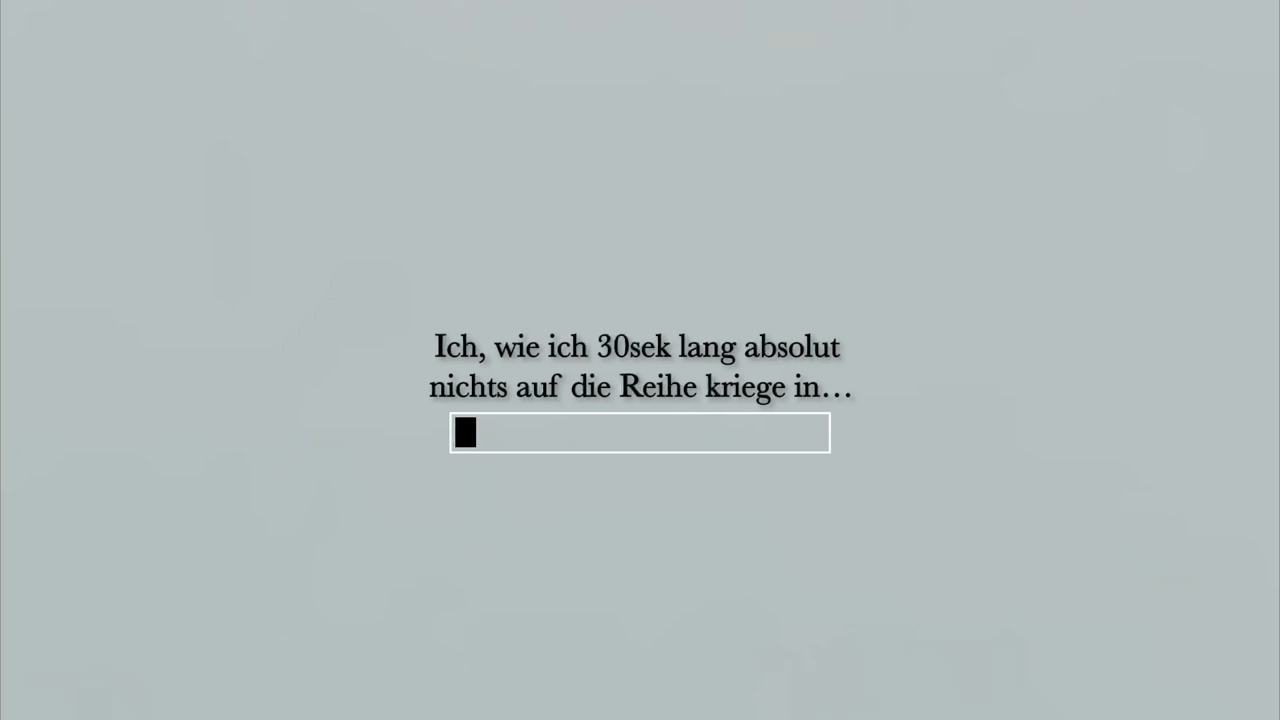 Ich, wie ich 30sek lang absolut
nichts auf die Reihe kriege in…